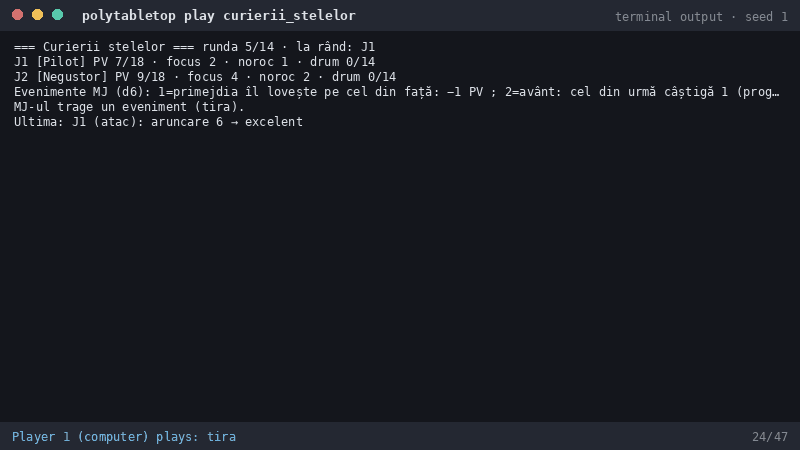 polytabletop play curierii_stelelor
terminal output · seed 1
=== Curierii stelelor === runda 5/14 · la rând: J1
J1 [Pilot] PV 7/18 · focus 2 · noroc 1 · drum 0/14
J2 [Negustor] PV 9/18 · focus 4 · noroc 2 · drum 0/14
Evenimente MJ (d6): 1=primejdia îl lovește pe cel din față: −1 PV ; 2=avânt: cel din urmă câștigă 1 (prog…
MJ-ul trage un eveniment (tira).
Ultima: J1 (atac): aruncare 6 → excelent
Player 1 (computer) plays: tira
24/47